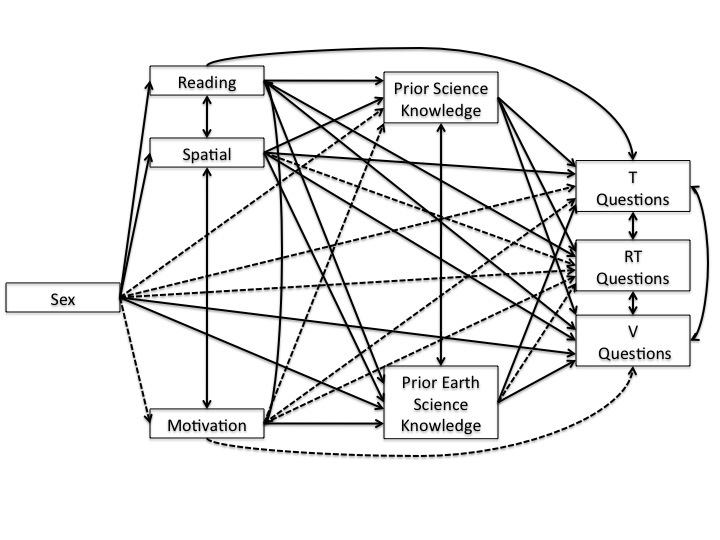 Reading
Prior Science
Knowledge
Spatial
T
Questions
RT
Questions
Sex
V
Questions
Prior Earth
Science
Knowledge
Motivation